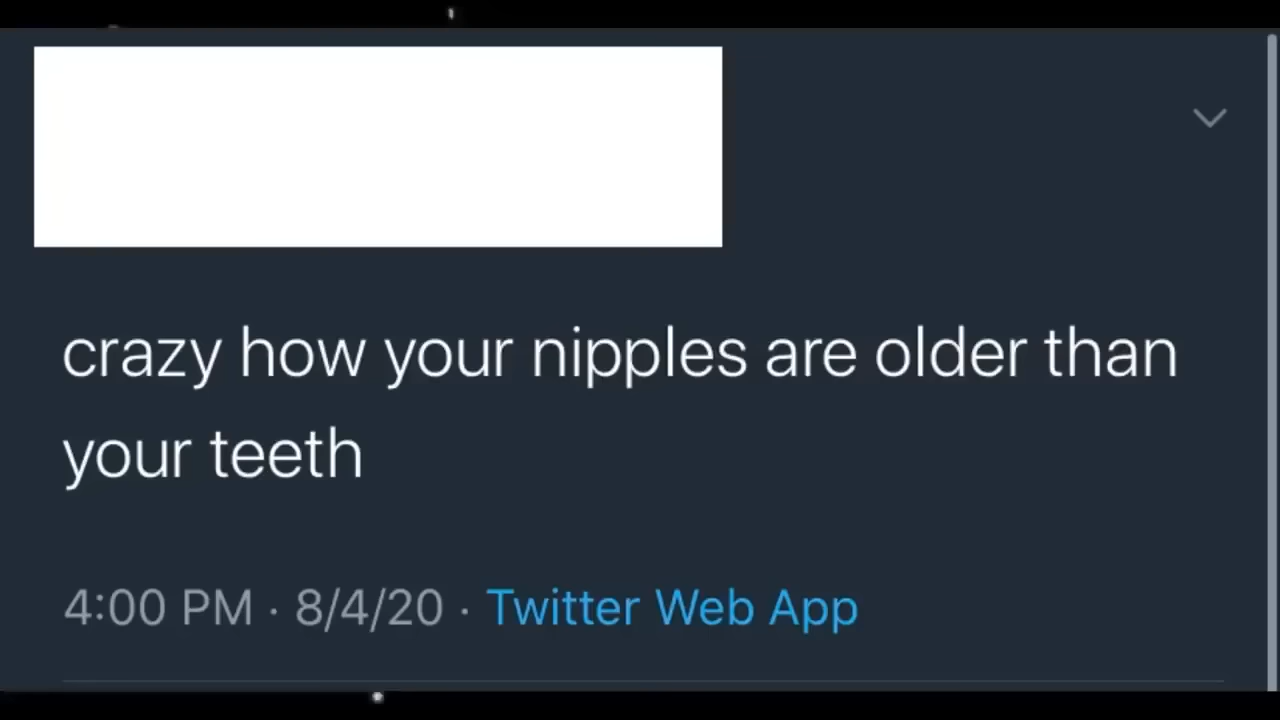 crazy how your nipples are older than
your teeth
4:00 PM · 8/4/20 · Twitter Web App